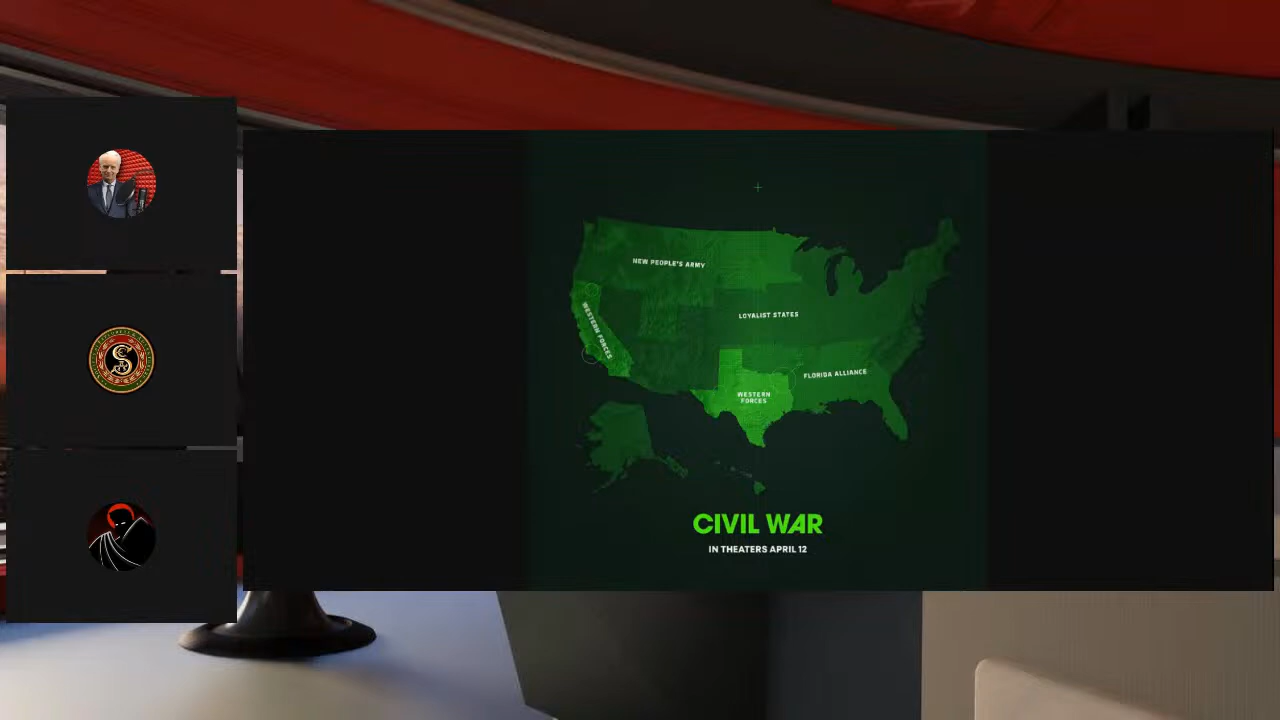 NEW PEOPLE'S ARMY
WESTERN FORCES
LOYALIST STATES
FLORIDA ALLIANCE
WESTERN
FORCES
CIVIL WAR
IN THEATERS APRIL 12